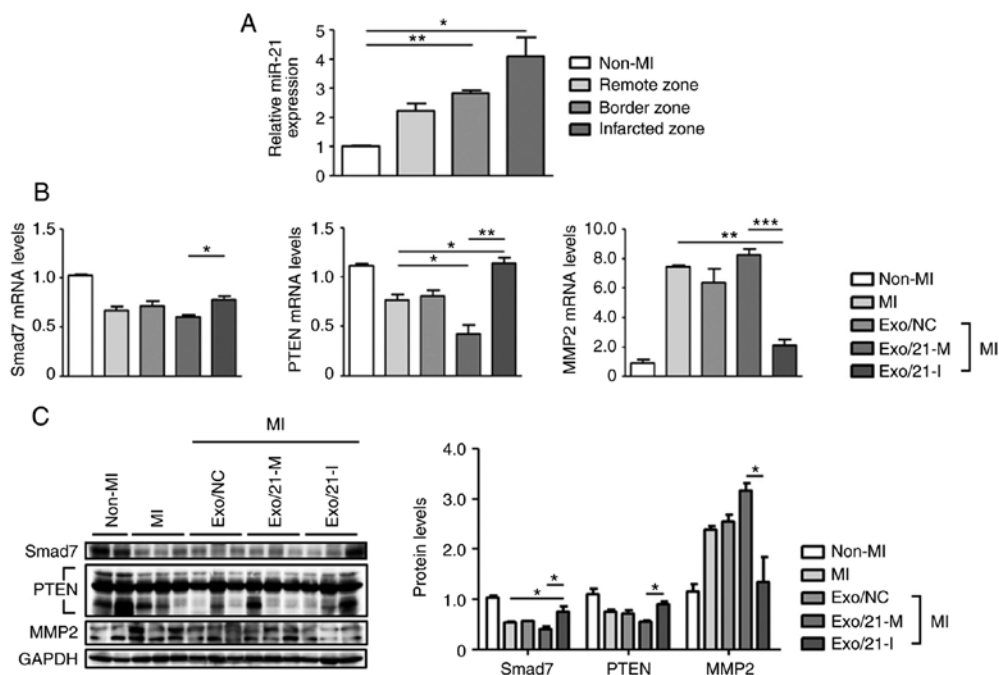 A
Relative miR-21
expression
5
4
3
2
1
0
*
**
Non-MI
Remote zone
Border zone
Infarcted zone
B
Smad7 mRNA levels
1.5
1.0
0.5
0
*
PTEN mRNA levels
1.5
1.0
0.5
0
**
*
*
MMP2 mRNA levels
8.0
6.0
4.0
2.0
0
***
**
Non-MI
MI
Exo/NC
Exo/21-M
Exo/21-I
MI
C
MI
Non-MI
MI
Exo/NC
Exo/21-M
Exo/21-I
Smad7
PTEN
MMP2
GAPDH
Protein levels
4.0
3.0
2.0
1.0
0
*
*
*
*
Smad7
PTEN
MMP2
Non-MI
MI
Exo/NC
Exo/21-M
Exo/21-I
MI